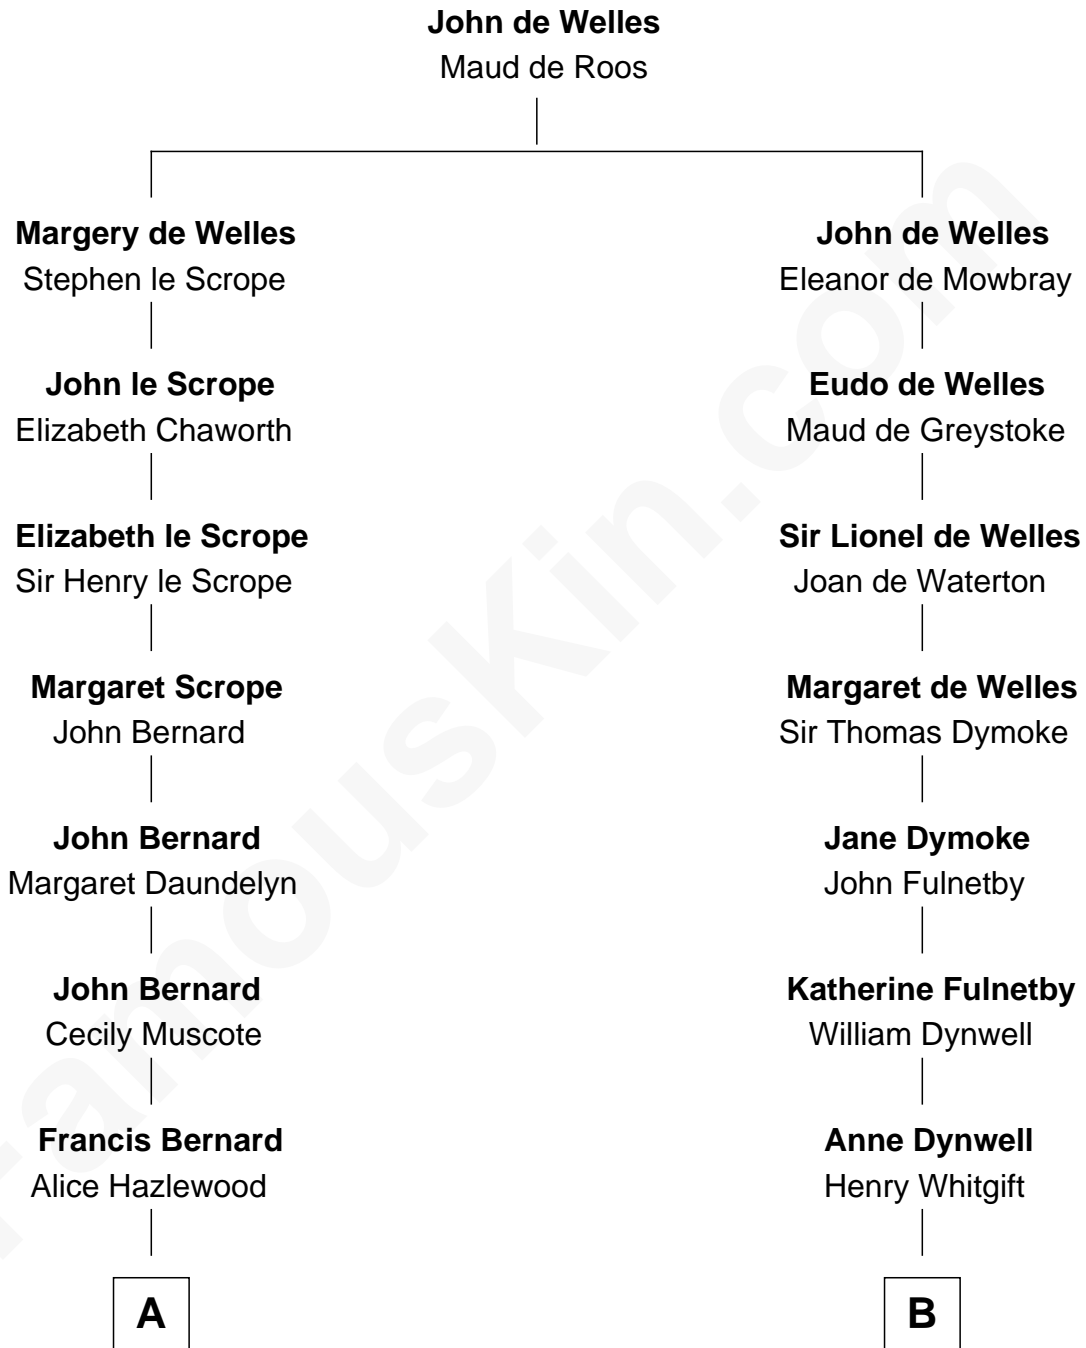 John de Welles
Maud de Roos
Margery de Welles
Stephen le Scrope
John le Scrope
Elizabeth Chaworth
Elizabeth le Scrope
Sir Henry le Scrope
Margaret Scrope
John Bernard
John Bernard
Margaret Daundelyn
John Bernard
Cecily Muscote
Francis Bernard
Alice Hazlewood
A
John de Welles
Eleanor de Mowbray
Eudo de Welles
Maud de Greystoke
Sir Lionel de Welles
Joan de Waterton
Margaret de Welles
Sir Thomas Dymoke
Jane Dymoke
John Fulnetby
Katherine Fulnetby
William Dynwell
Anne Dynwell
Henry Whitgift
B
FamousKin.com